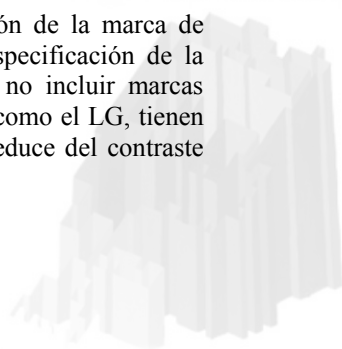 ón de la marca de
specificación de la
no incluir marcas
como el LG, tienen
educe del contraste